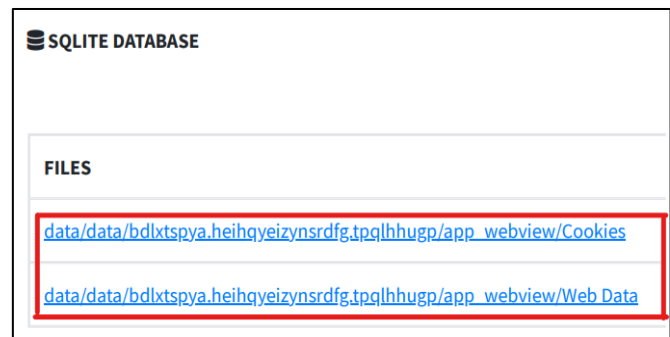 SQLITE DATABASE
FILES
data/data/bdlxtspya.heihqyeizynsrdfg.tpqlhhugp/app_webview/Cookies
data/data/bdlxtspya.heihqyeizynsrdfg.tpqlhhugp/app_webview/Web Data